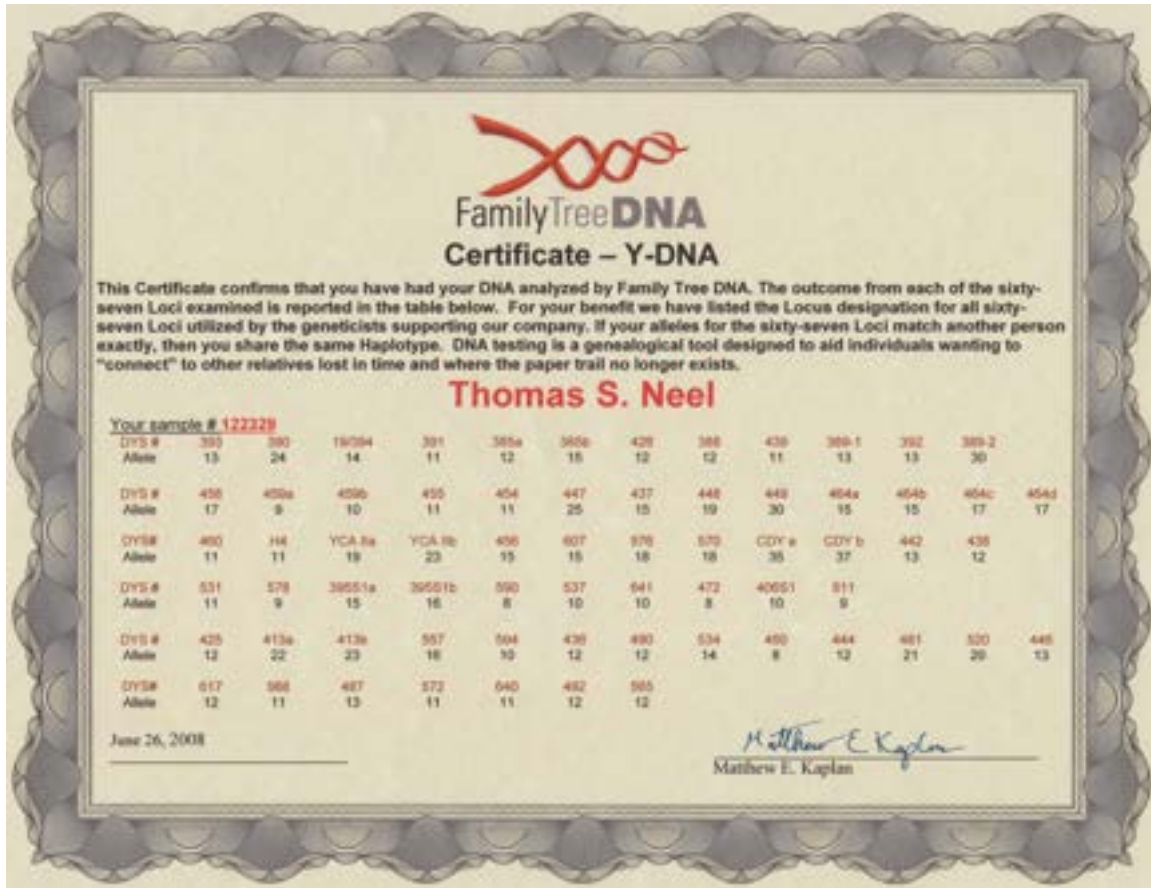 FamilyTreeDNA
Certificate – Y-DNA
This Certificate confirms that you have had your DNA analyzed by Family Tree DNA. The outcome from each of the sixty-
seven Loci examined is reported in the table below. For your benefit we have listed the Locus designation for all sixty-
seven Loci utilized by the geneticists supporting our company. If your alleles for the sixty-seven Loci match another person
exactly, then you share the same Haplotype. DNA testing is a genealogical tool designed to aid individuals wanting to
“connect” to other relatives lost in time and where the paper trail no longer exists.
Thomas S. Neel
Your sample # 122329
DYS # 393 390 19/394 391 385a 385b 426 388 439 389-1 392 389-2
Allele 13 24 14 11 12 15 12 12 11 13 13 30
DYS # 458 459a 459b 455 454 447 437 448 449 464a 464b 464c 464d
Allele 17 9 10 11 11 25 15 19 30 15 15 17 17
DYS# 460 H4 YCA IIa YCA IIb 456 607 576 570 CDY a CDY b 442 438
Allele 11 11 19 23 15 15 18 18 35 37 13 12
DYS # 531 578 395S1a 395S1b 590 537 641 472 406S1 511
Allele 11 9 15 16 8 10 10 8 10 9
DYS # 425 413a 413b 557 594 436 490 534 450 444 481 520 446
Allele 12 22 23 16 10 12 12 14 8 12 21 20 13
DYS# 617 568 487 572 640 492 565
Allele 12 11 13 11 11 12 12
June 26, 2008
Matthew E Kaplan
Matthew E. Kaplan